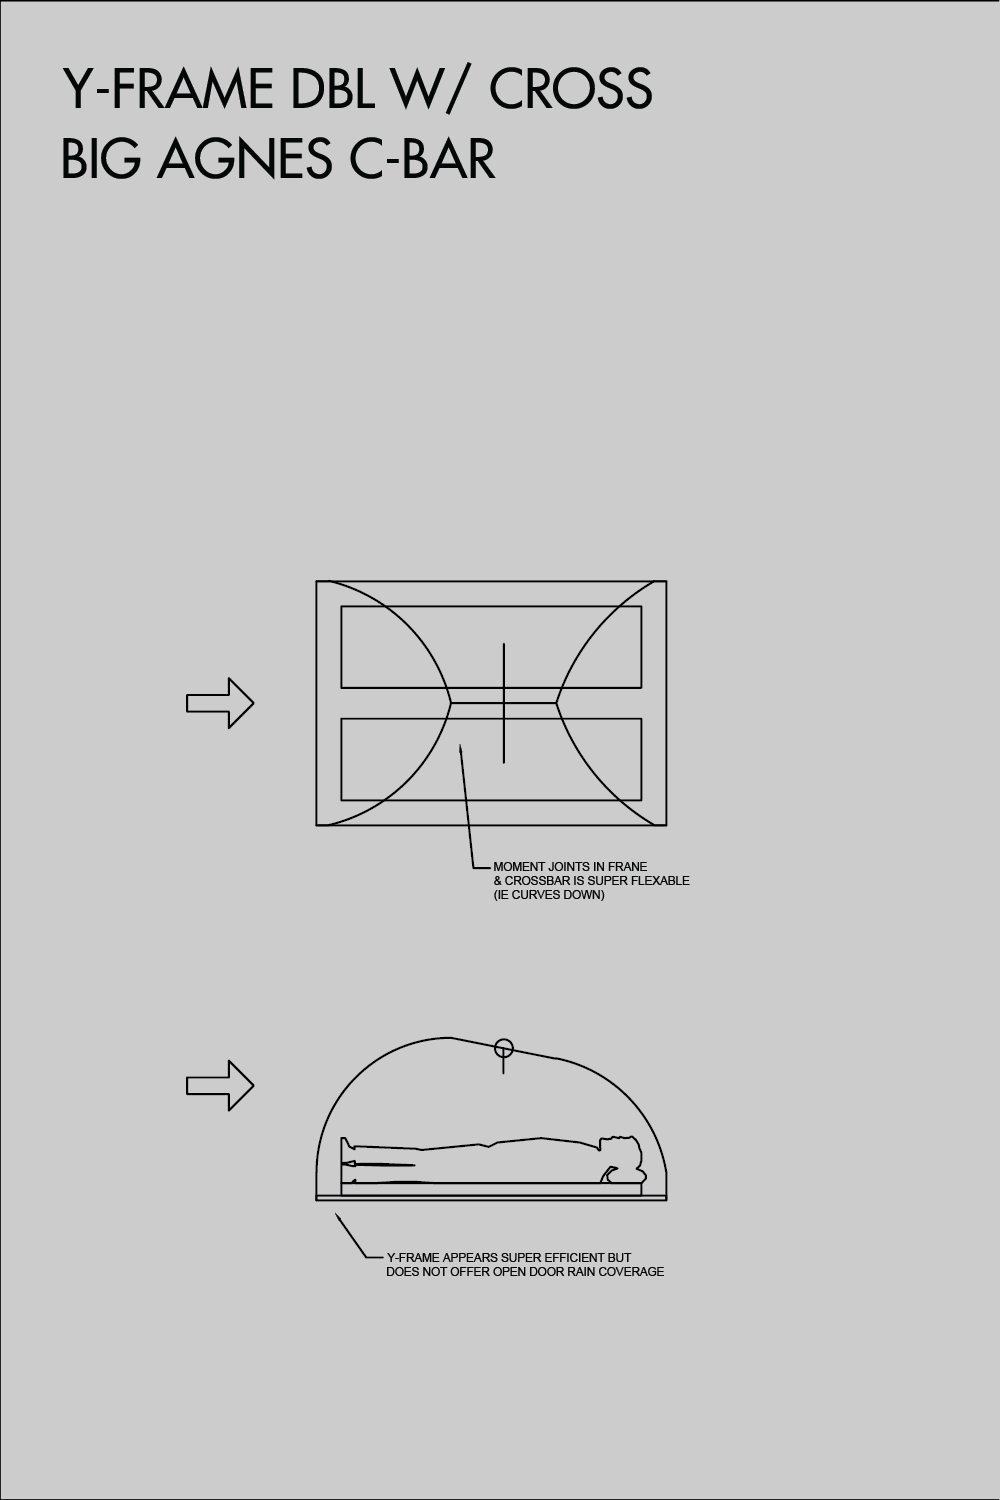 Y-FRAME DBL W/ CROSS
BIG AGNES C-BAR
MOMENT JOINTS IN FRANE
& CROSSBAR IS SUPER FLEXABLE
(IE CURVES DOWN)
Y-FRAME APPEARS SUPER EFFICIENT BUT
DOES NOT OFFER OPEN DOOR RAIN COVERAGE